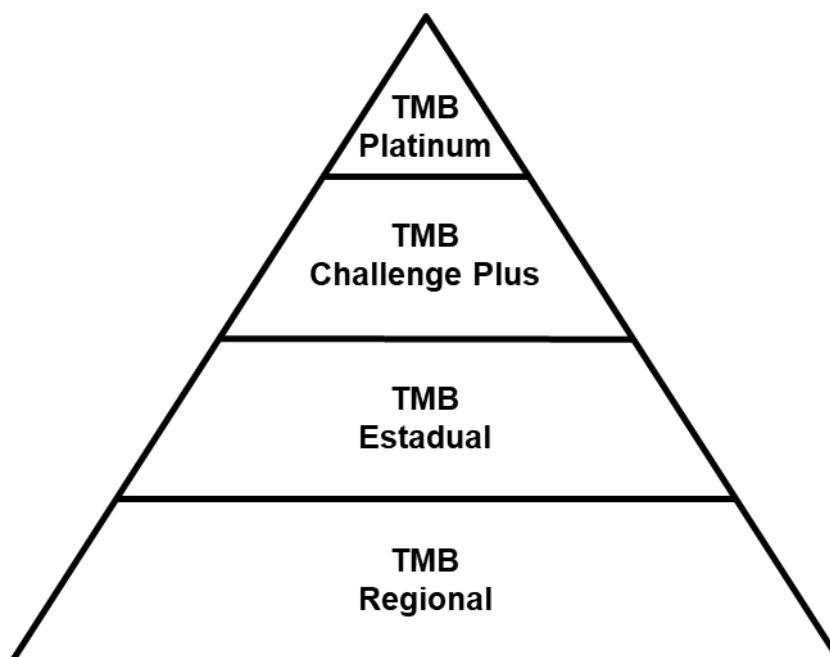 TMB
Platinum
TMB
Challenge Plus
TMB
Estadual
TMB
Regional